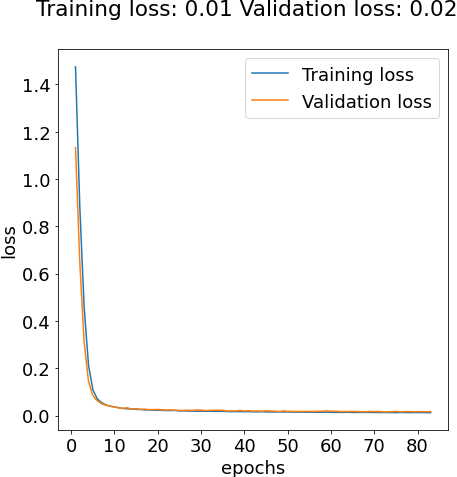 Training loss: 0.01 Validation loss: 0.02
Training loss
Validation loss
1.4
1.2
1.0
0.8
0.6
0.4
0.2
0.0
loss
0 10 20 30 40 50 60 70 80
epochs